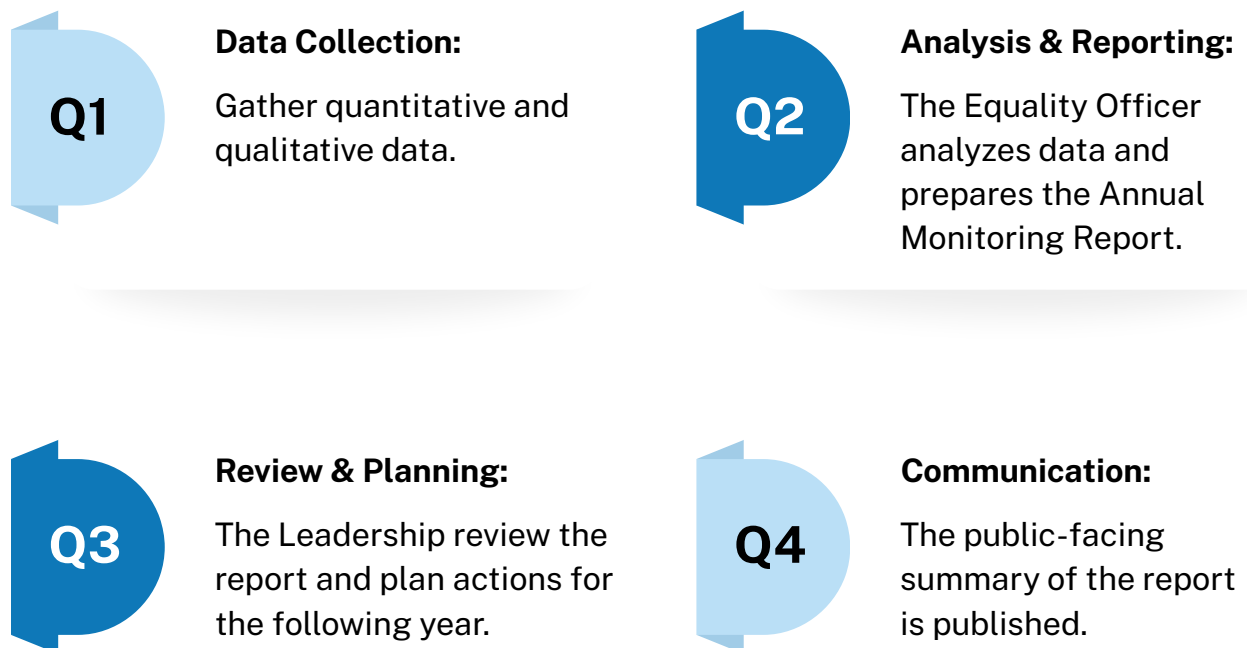 Q1
Data Collection:
Gather quantitative and
qualitative data.
Q2
Analysis & Reporting:
The Equality Officer
analyzes data and
prepares the Annual
Monitoring Report.
Q3
Review & Planning:
The Leadership review the
report and plan actions for
the following year.
Q4
Communication:
The public-facing
summary of the report
is published.